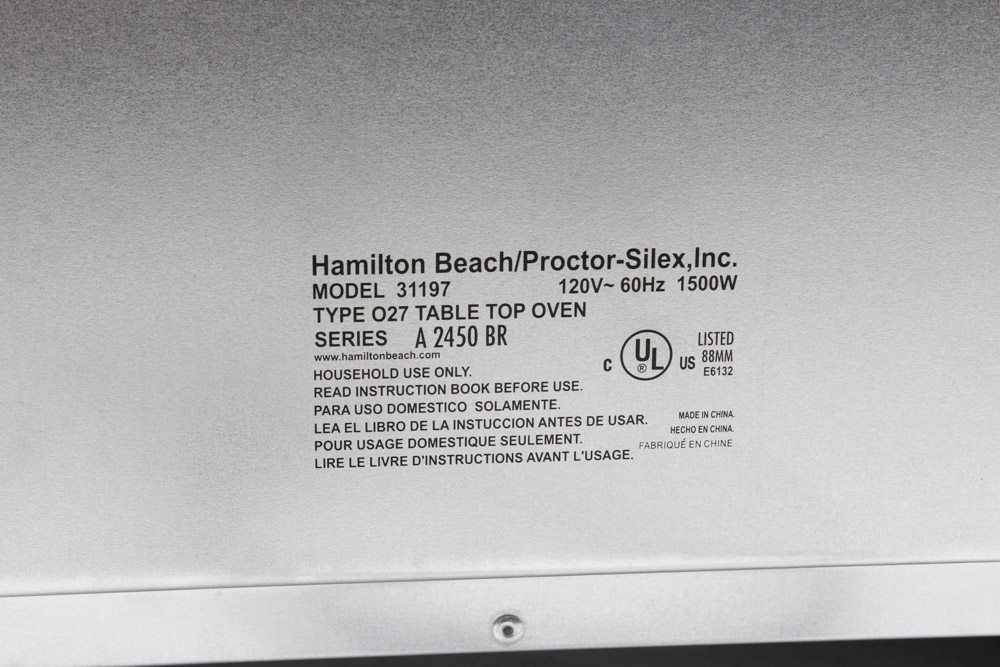 Hamilton Beach/Proctor-Silex,Inc.
MODEL 31197 120V~ 60Hz 1500W
TYPE O27 TABLE TOP OVEN
SERIES A 2450 BR
www.hamiltonbeach.com
C UL ® US LISTED
88MM
E6132
HOUSEHOLD USE ONLY.
READ INSTRUCTION BOOK BEFORE USE.
PARA USO DOMESTICO SOLAMENTE.
LEA EL LIBRO DE LA INSTUCCION ANTES DE USAR.
POUR USAGE DOMESTIQUE SEULEMENT.
LIRE LE LIVRE D'INSTRUCTIONS AVANT L'USAGE.
MADE IN CHINA.
HECHO EN CHINA.
FABRIQUÉ EN CHINE